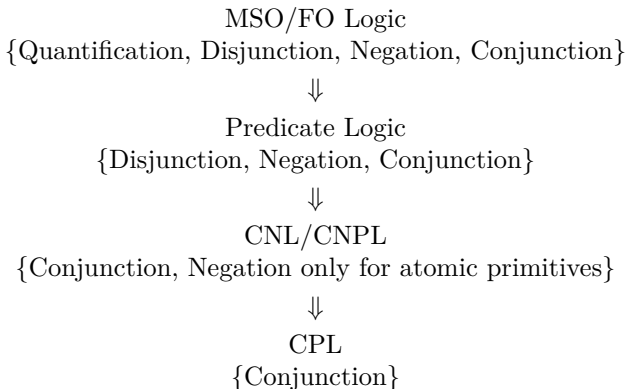 MSO/FO Logic
{Quantification, Disjunction, Negation, Conjunction}
⇓
Predicate Logic
{Disjunction, Negation, Conjunction}
⇓
CNL/CNPL
{Conjunction, Negation only for atomic primitives}
⇓
CPL
{Conjunction}